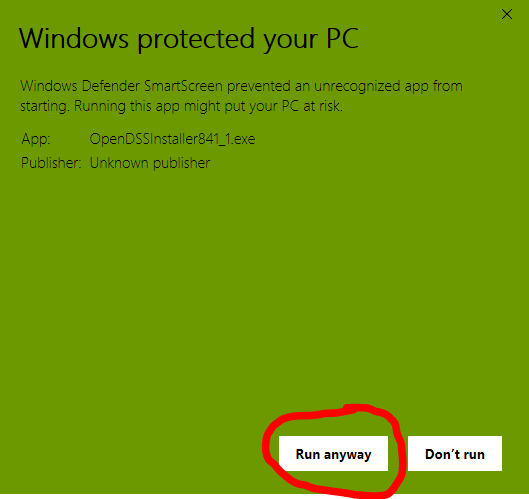 Windows protected your PC
Windows Defender SmartScreen prevented an unrecognized app from
starting. Running this app might put your PC at risk.
App: OpenDSSInstaller841_1.exe
Publisher: Unknown publisher
Run anyway Don't run